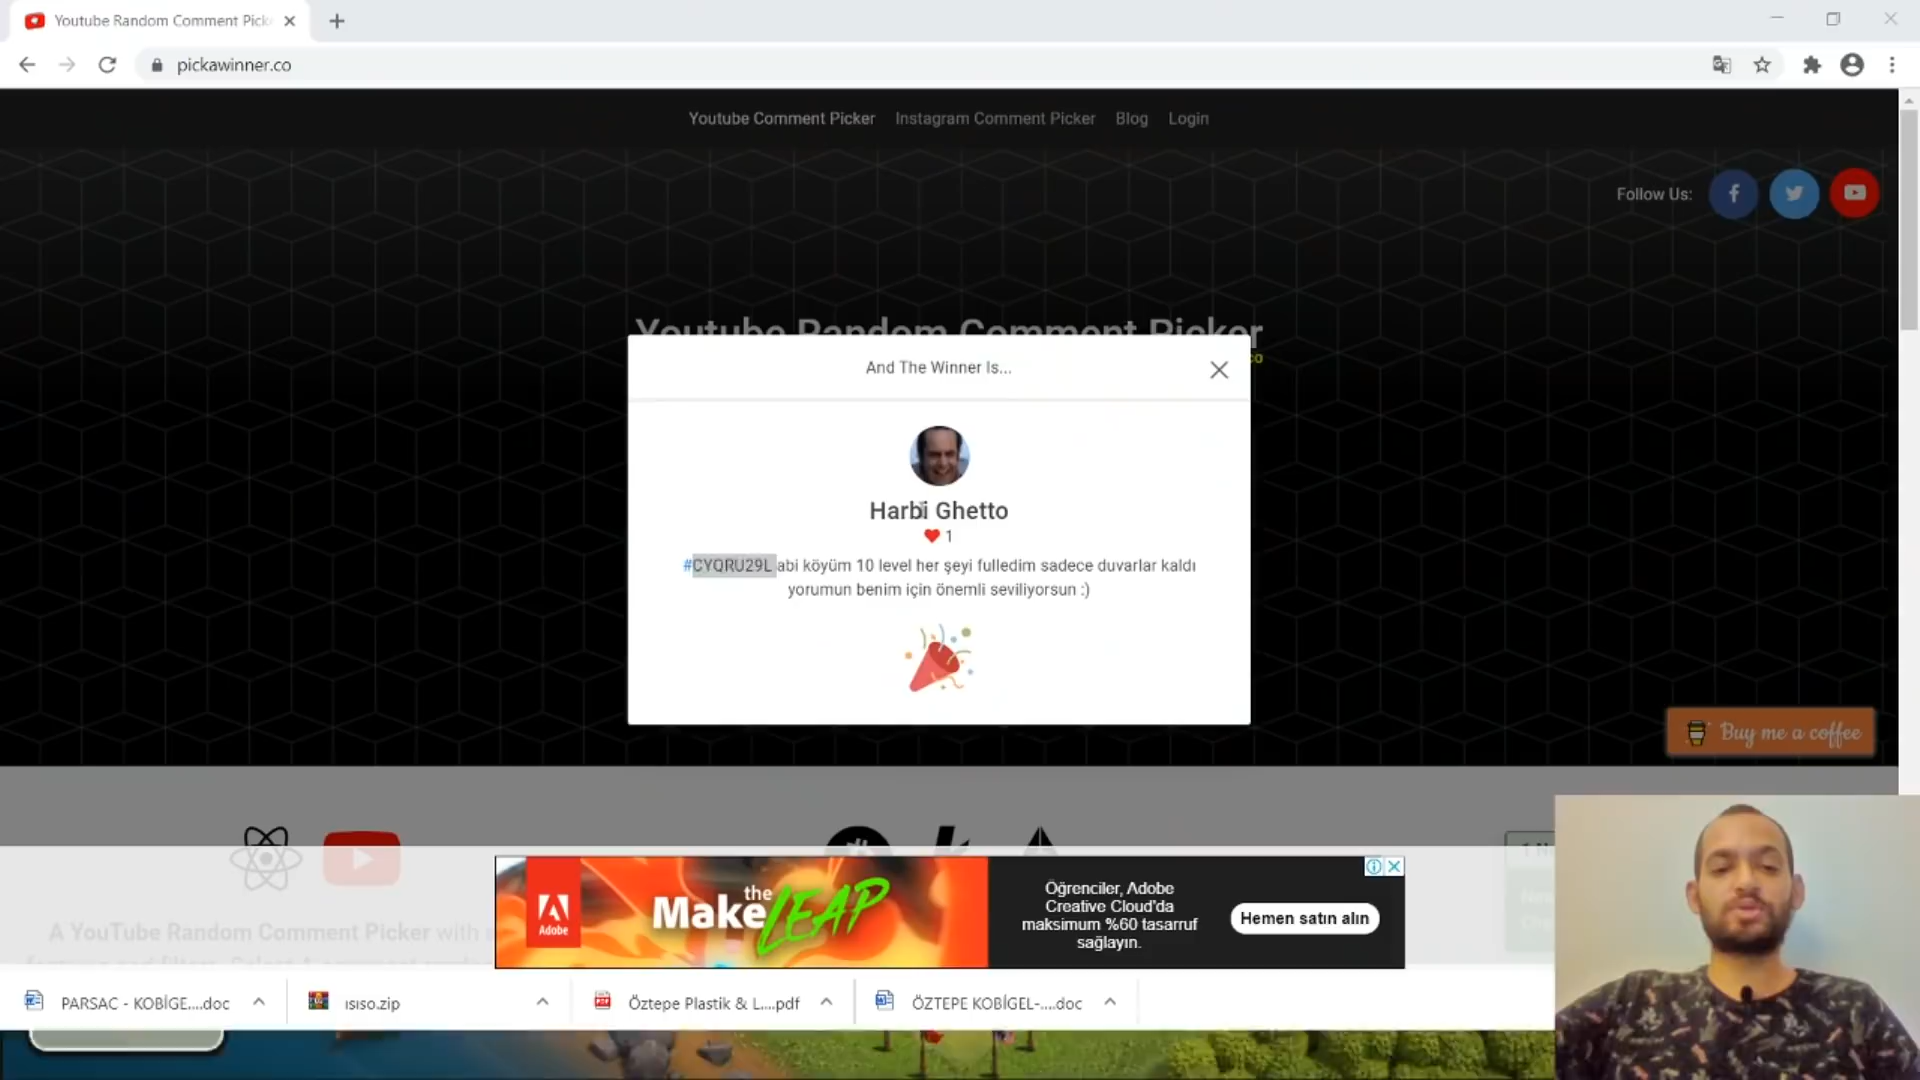 Youtube Random Comment Pick
pickawinner.co
Youtube Comment Picker
Instagram Comment Picker
Blog
Login
Follow Us:
Youtube Random Comment Picker
co
And The Winner Is...
Harbi Ghetto
1
#CYQRU29L abi köyüm 10 level her şeyi fulledim sadece duvarlar kaldı
yorumun benim için önemli seviliyorsun :)
Buy me a coffee
A YouTube Random Comment Picker with
Adobe
the
Make LEAP
Öğrenciler, Adobe
Creative Cloud'da
maksimum %60 tasarruf
sağlayın.
Hemen satın alın
PARSAC - KOBİGE....doc
ısıso.zip
Öztepe Plastik & L....pdf
ÖZTEPE KOBİGEL-....doc